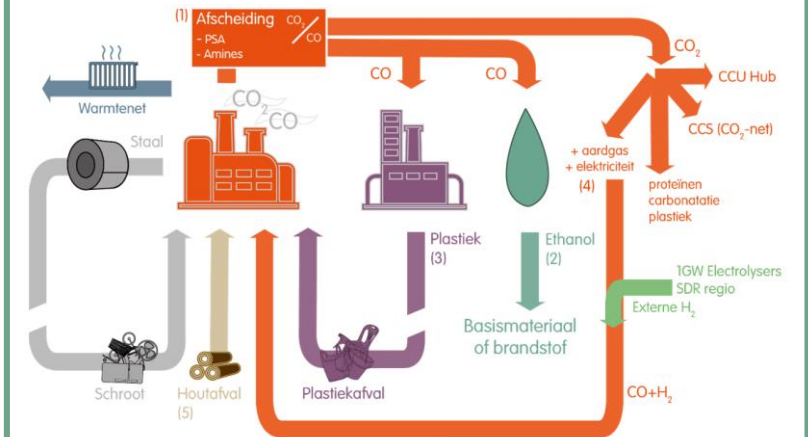 (1) Afscheiding CO₂/CO
- PSA
- Amines
CO₂
CO
CO
CCU Hub
Warmtenet
CO₂
CO
CCS (CO₂-net)
Staal
+ aardgas
+ elektriciteit
(4)
proteïnen
carbonatatie
plastiek
Plastiek
(3)
Ethanol
(2)
1GW Electrolysers
SDR regio
Externe H₂
Basismateriaal
of brandstof
Schroot
Houtafval
(5)
Plastiekafval
CO+H₂